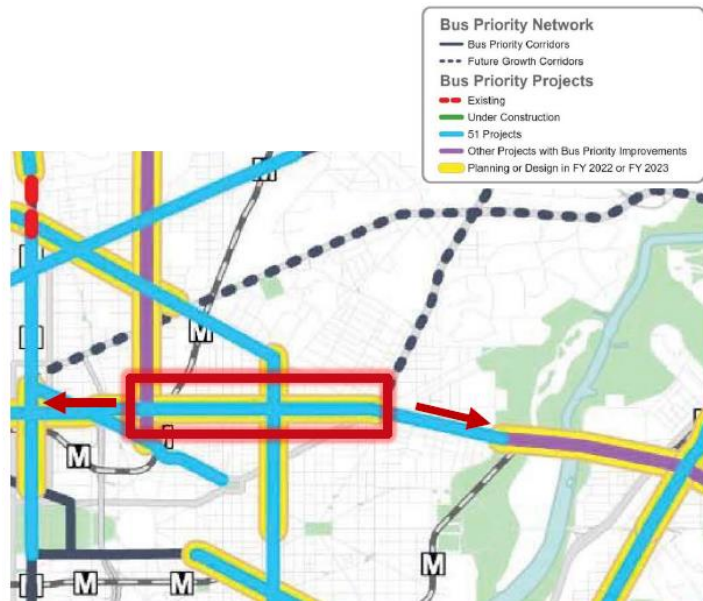 Bus Priority Network
Bus Priority Corridors
Future Growth Corridors
Bus Priority Projects
Existing
Under Construction
51 Projects
Other Projects with Bus Priority Improvements
Planning or Design in FY 2022 or FY 2023
M
M
M
M
M
M